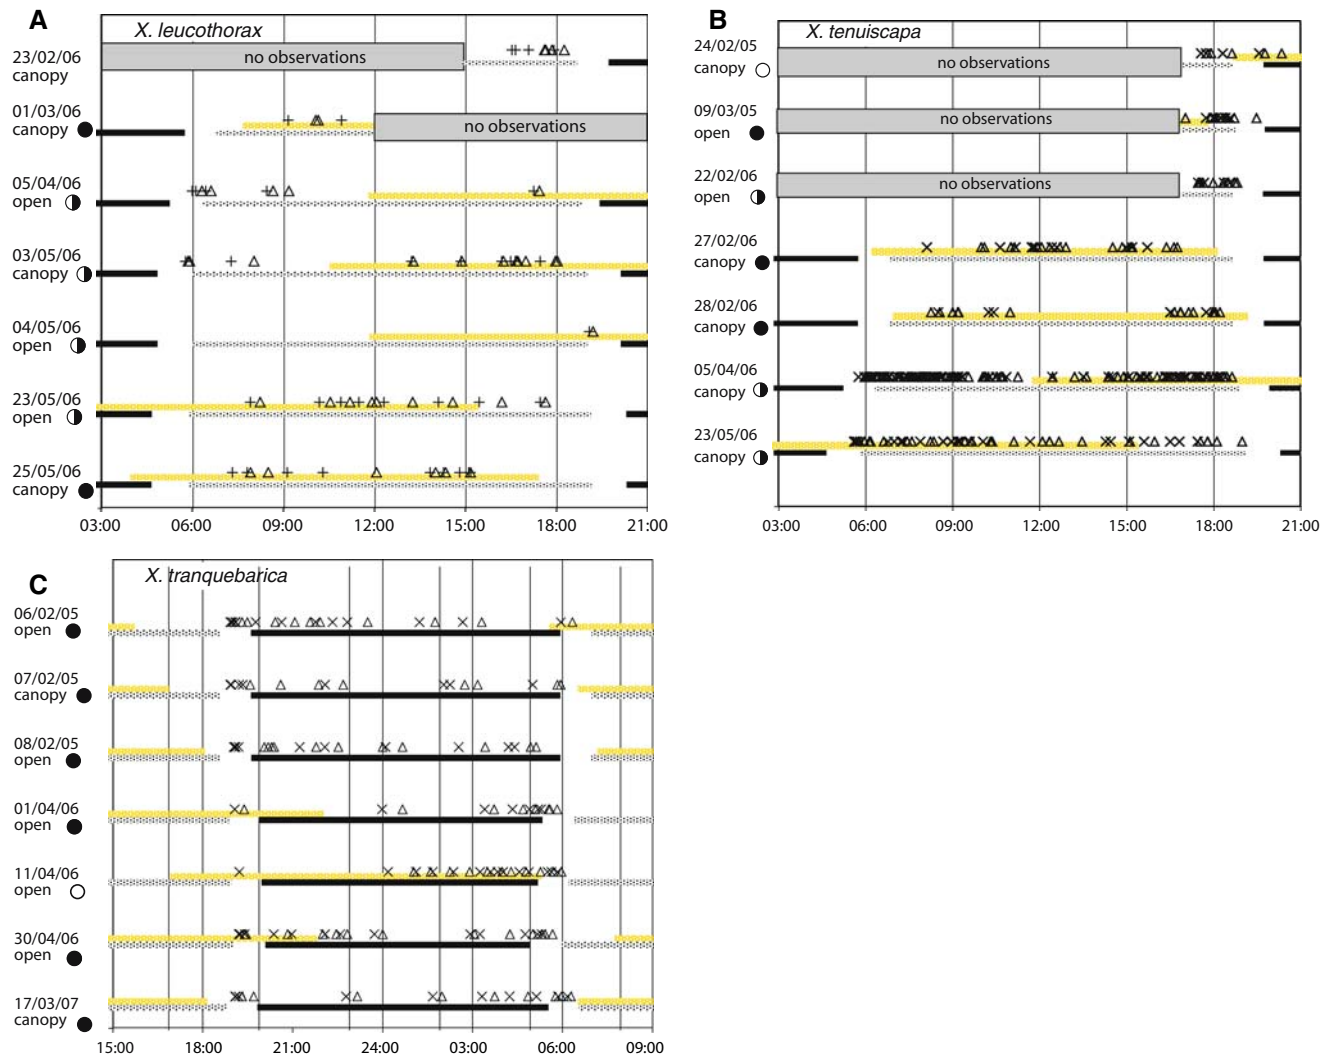 A
X. leucothorax
23/02/06
canopy
no observations
01/03/06
canopy
no observations
05/04/06
open
03/05/06
canopy
04/05/06
open
23/05/06
open
25/05/06
canopy
03:00 06:00 09:00 12:00 15:00 18:00 21:00
B
X. tenuiscapa
24/02/05
canopy
no observations
09/03/05
open
no observations
22/02/06
open
no observations
27/02/06
canopy
28/02/06
canopy
05/04/06
canopy
23/05/06
canopy
03:00 06:00 09:00 12:00 15:00 18:00 21:00
C
X. tranquebarica
06/02/05
open
07/02/05
canopy
08/02/05
open
01/04/06
open
11/04/06
open
30/04/06
open
17/03/07
canopy
15:00 18:00 21:00 24:00 03:00 06:00 09:00